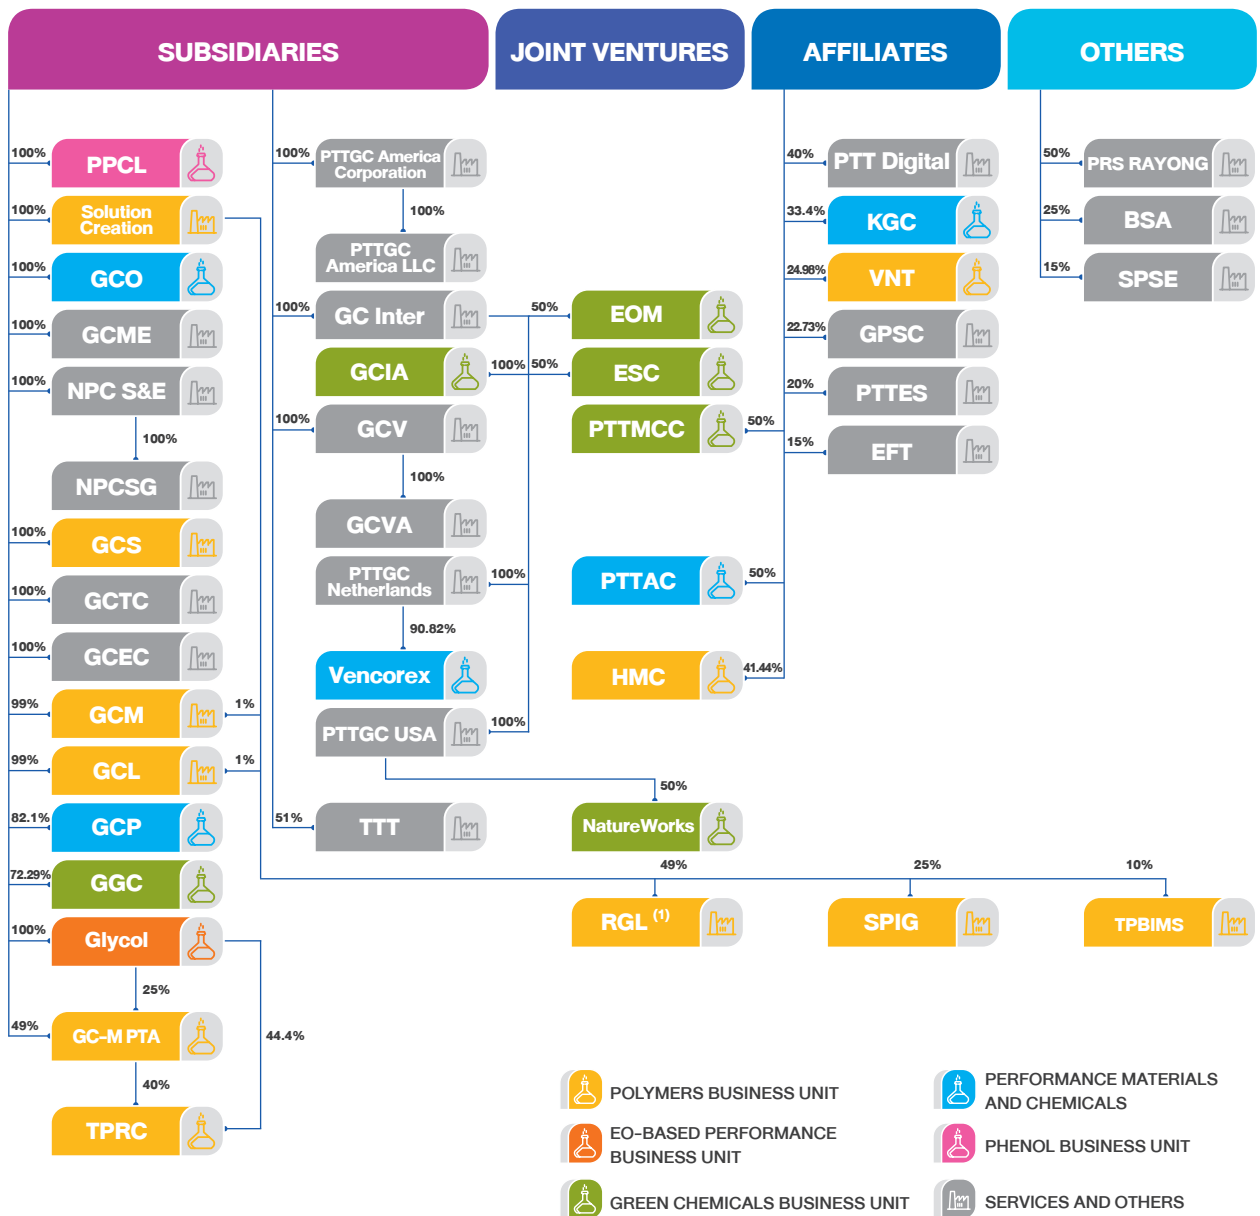 SUBSIDIARIES
JOINT VENTURES
AFFILIATES
OTHERS
100%
PPCL
100%
Solution
Creation
100%
GCO
100%
GCME
100%
NPC S&E
100%
NPCSG
100%
GCS
100%
GCTC
100%
GCEC
99%
GCM
1%
99%
GCL
1%
82.1%
GCP
72.29%
GGC
100%
Glycol
25%
49%
GC-M PTA
44.4%
40%
TPRC
100%
PTTGC America
Corporation
100%
PTTGC
America LLC
100%
GC Inter
GCIA
100%
100%
GCV
100%
GCVA
PTTGC
Netherlands
100%
90.82%
Vencorex
PTTGC USA
100%
50%
51%
TTT
50%
EOM
50%
ESC
PTTMCC
50%
PTTAC
50%
HMC
41.44%
NatureWorks
49%
RGL (1)
25%
SPIG
10%
TPBIMS
40%
PTT Digital
33.4%
KGC
24.98%
VNT
22.73%
GPSC
20%
PTTES
15%
EFT
50%
PRS RAYONG
25%
BSA
15%
SPSE
POLYMERS BUSINESS UNIT
EO-BASED PERFORMANCE
BUSINESS UNIT
GREEN CHEMICALS BUSINESS UNIT
PERFORMANCE MATERIALS
AND CHEMICALS
PHENOL BUSINESS UNIT
SERVICES AND OTHERS